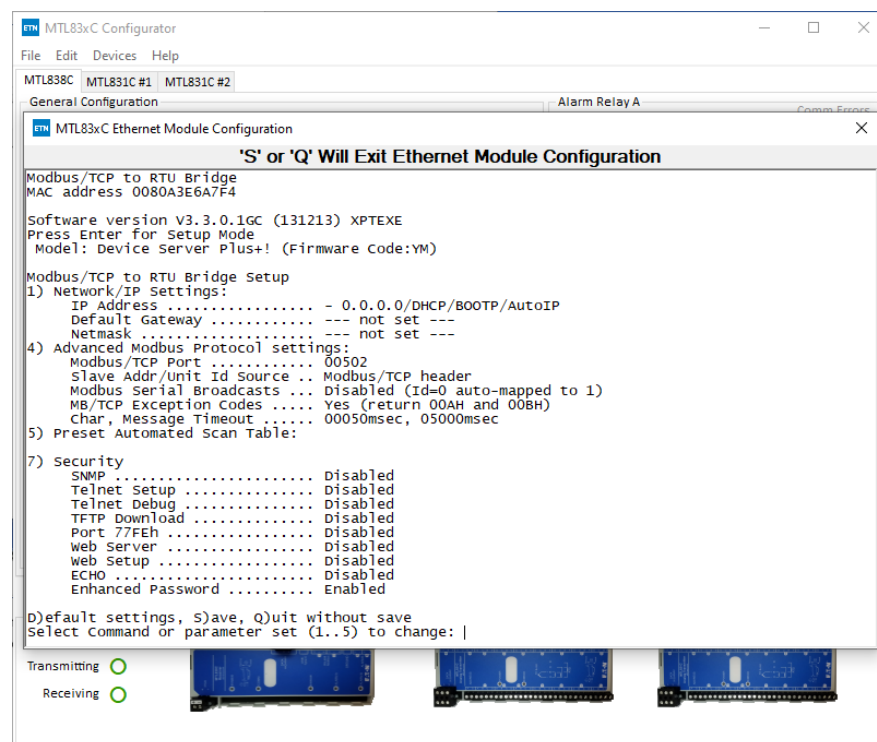 ETN MTL83xC Configurator
File Edit Devices Help
MTL838C MTL831C #1 MTL831C #2
General Configuration Alarm Relay A
Comm Errors
ETN MTL83xC Ethernet Module Configuration
'S' or 'Q' Will Exit Ethernet Module Configuration
Modbus/TCP to RTU Bridge
MAC address 0080A3E6A7F4
Software version V3.3.0.1GC (131213) XPTEXE
Press Enter for Setup Mode
Model: Device Server Plus+! (Firmware Code:YM)
Modbus/TCP to RTU Bridge Setup
1) Network/IP Settings:
IP Address ................. - 0.0.0.0/DHCP/BOOTP/AutoIP
Default Gateway ............ --- not set ---
Netmask .................... --- not set ---
4) Advanced Modbus Protocol settings:
Modbus/TCP Port ............ 00502
Slave Addr/Unit Id Source .. Modbus/TCP header
Modbus Serial Broadcasts ... Disabled (Id=0 auto-mapped to 1)
MB/TCP Exception Codes ..... Yes (return 00AH and 00BH)
Char, Message Timeout ...... 00050msec, 05000msec
5) Preset Automated Scan Table:
7) Security
SNMP ....................... Disabled
Telnet Setup ............... Disabled
Telnet Debug ............... Disabled
TFTP Download .............. Disabled
Port 77FEh ................. Disabled
Web Server ................. Disabled
Web Setup .................. Disabled
ECHO ....................... Disabled
Enhanced Password .......... Enabled
D)efault settings, S)ave, Q)uit without save
Select Command or parameter set (1..5) to change:
Transmitting
Receiving